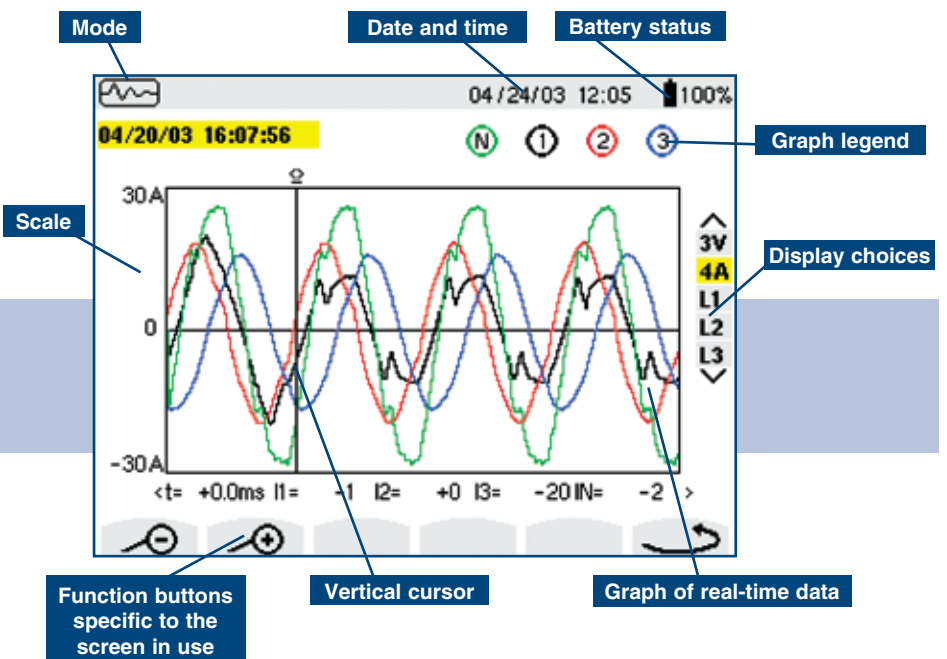 Mode
Date and time
Battery status
04/24/03 12:05 100%
04/20/03 16:07:56
N 1 2 3
Graph legend
30A
Scale
3V
Display choices
4A
L1
0
L2
L3
-30A
<t= +0.0ms I1= -1 I2= +0 I3= -20 IN= -2 >
Function buttons
specific to the
screen in use
Vertical cursor
Graph of real-time data